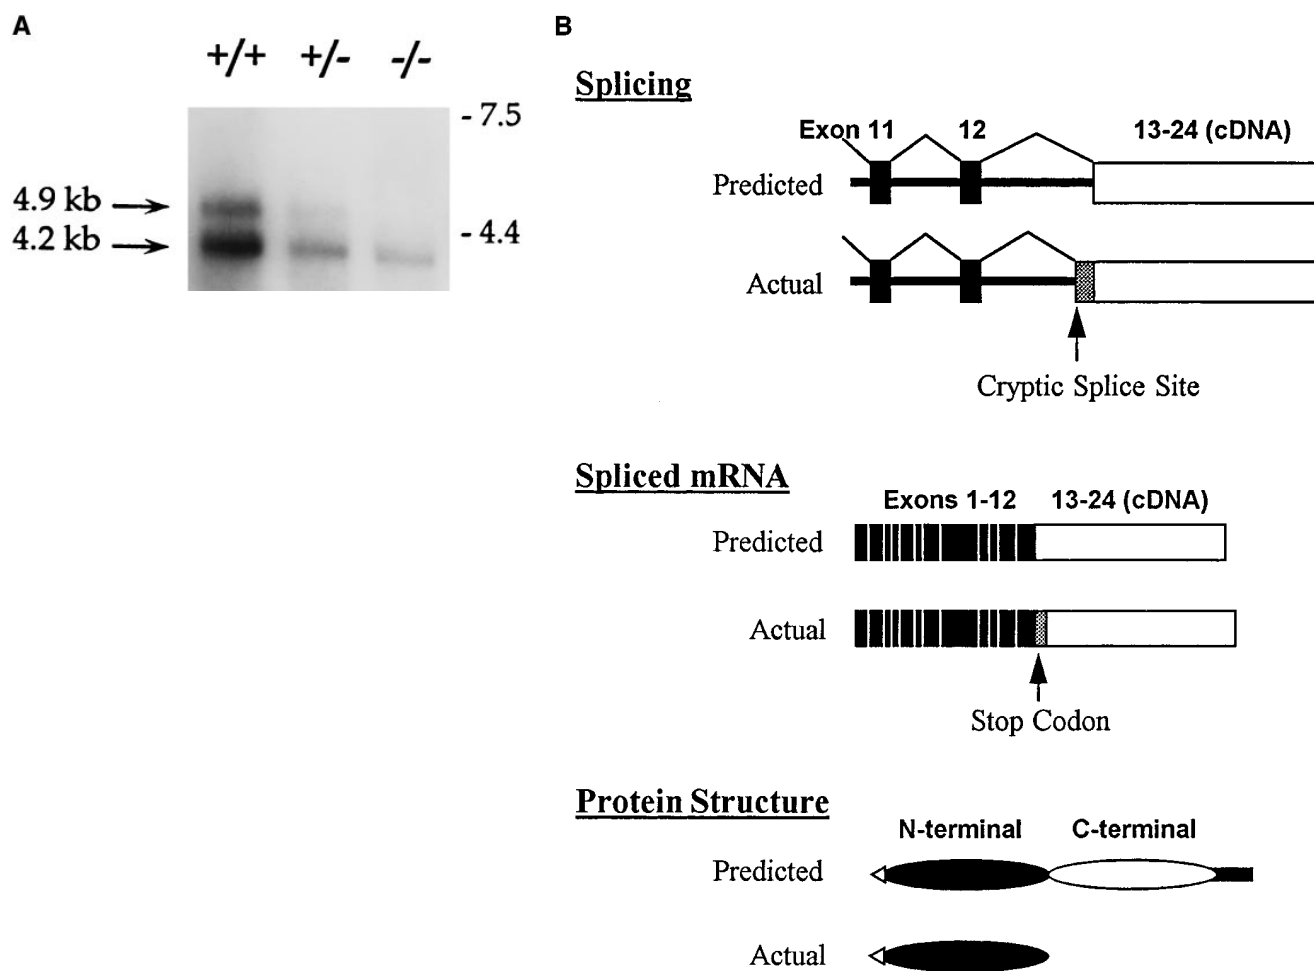 A
+/+ +/- -/-
- 7.5
4.9 kb
4.2 kb
- 4.4
B
Splicing
Exon 11 12 13-24 (cDNA)
Predicted
Actual
Cryptic Splice Site
Spliced mRNA
Exons 1-12 13-24 (cDNA)
Predicted
Actual
Stop Codon
Protein Structure
N-terminal C-terminal
Predicted
Actual